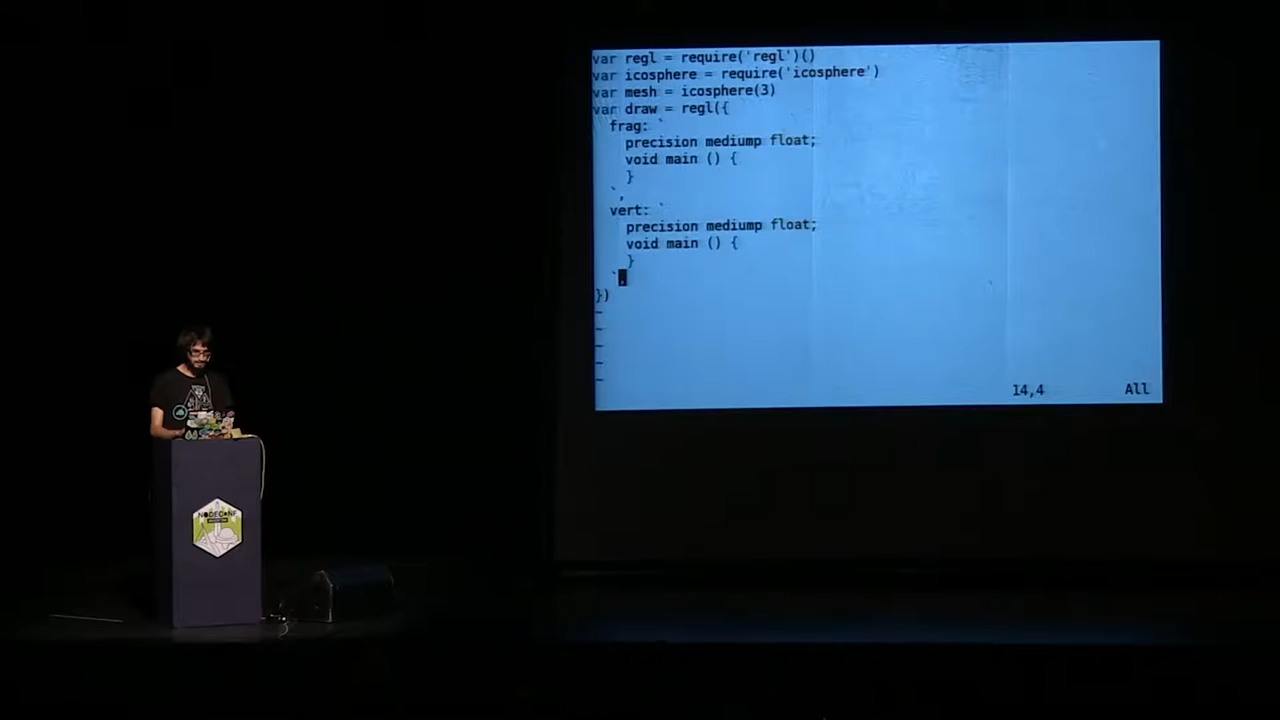 var regl = require('regl')()
var icosphere = require('icosphere')
var mesh = icosphere(3)
var draw = regl({
  frag: `
    precision mediump float;
    void main () {
    }
  `,
  vert: `
    precision mediump float;
    void main () {
    }
  `,
})
~
~
~
~
~
14,4 All
NODECONF